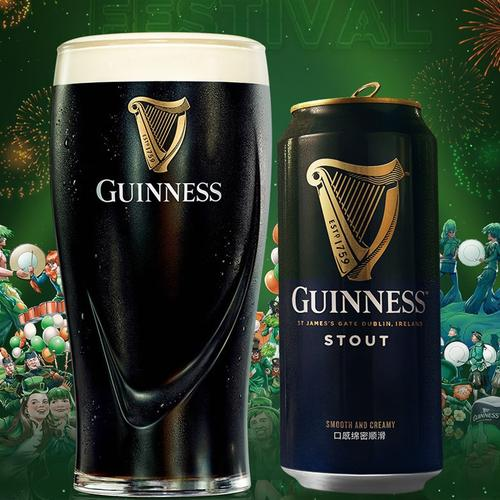 FESTIVAL
ESTD 1759
GUINNESS
ESTD 1759
GUINNESS™
ST JAMES'S GATE DUBLIN, IRELAND
STOUT
SMOOTH AND CREAMY
口感绵密顺滑
GUINNESS